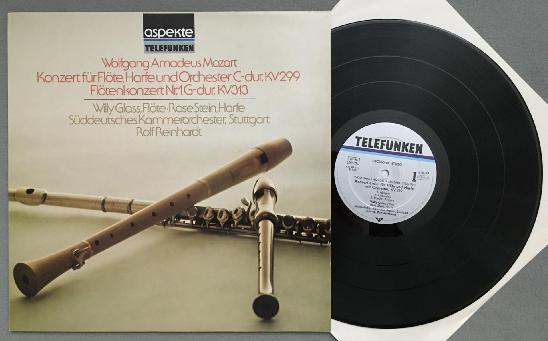 aspekte
TELEFUNKEN
Wolfgang Amadeus Mozart
Konzert für Flöte, Harfe und Orchester C-dur, KV 299
Flötenkonzert Nr.1 G-dur, KV 313
Willy Glass, Flöte · Rose Stein, Harfe
Süddeutsches Kammerorchester, Stuttgart
Rolf Reinhardt
TELEFUNKEN
1